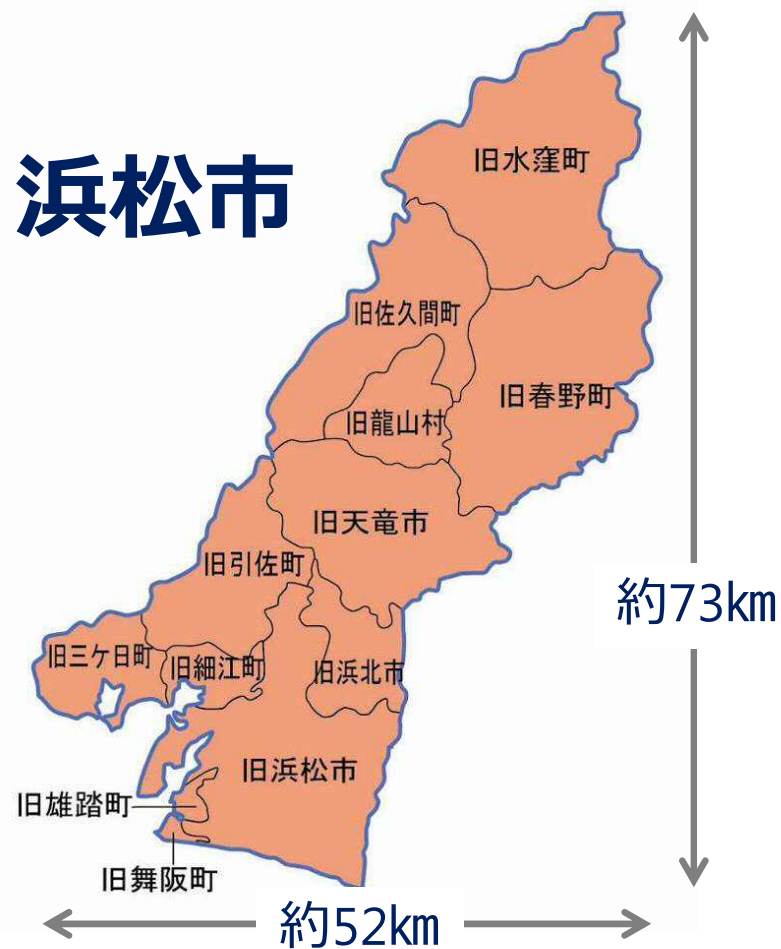 浜松市
旧水窪町
旧佐久間町
旧春野町
旧龍山村
旧天竜市
旧引佐町
約73km
旧三ケ日町
旧細江町
旧浜北市
旧浜松市
旧雄踏町
旧舞阪町
約52km